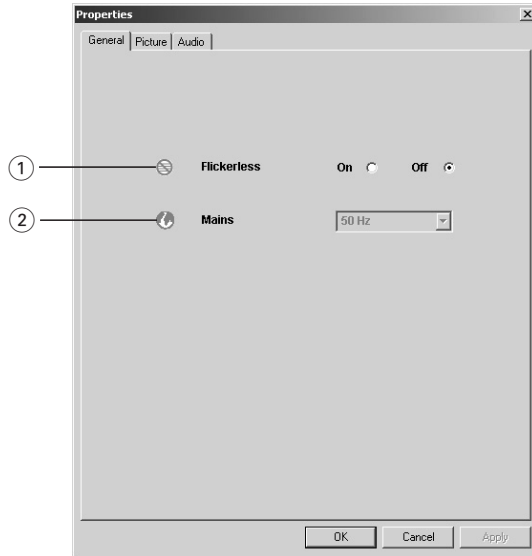 Properties
General Picture Audio
1 Flickerless On Off
2 Mains 50 Hz
OK Cancel Apply